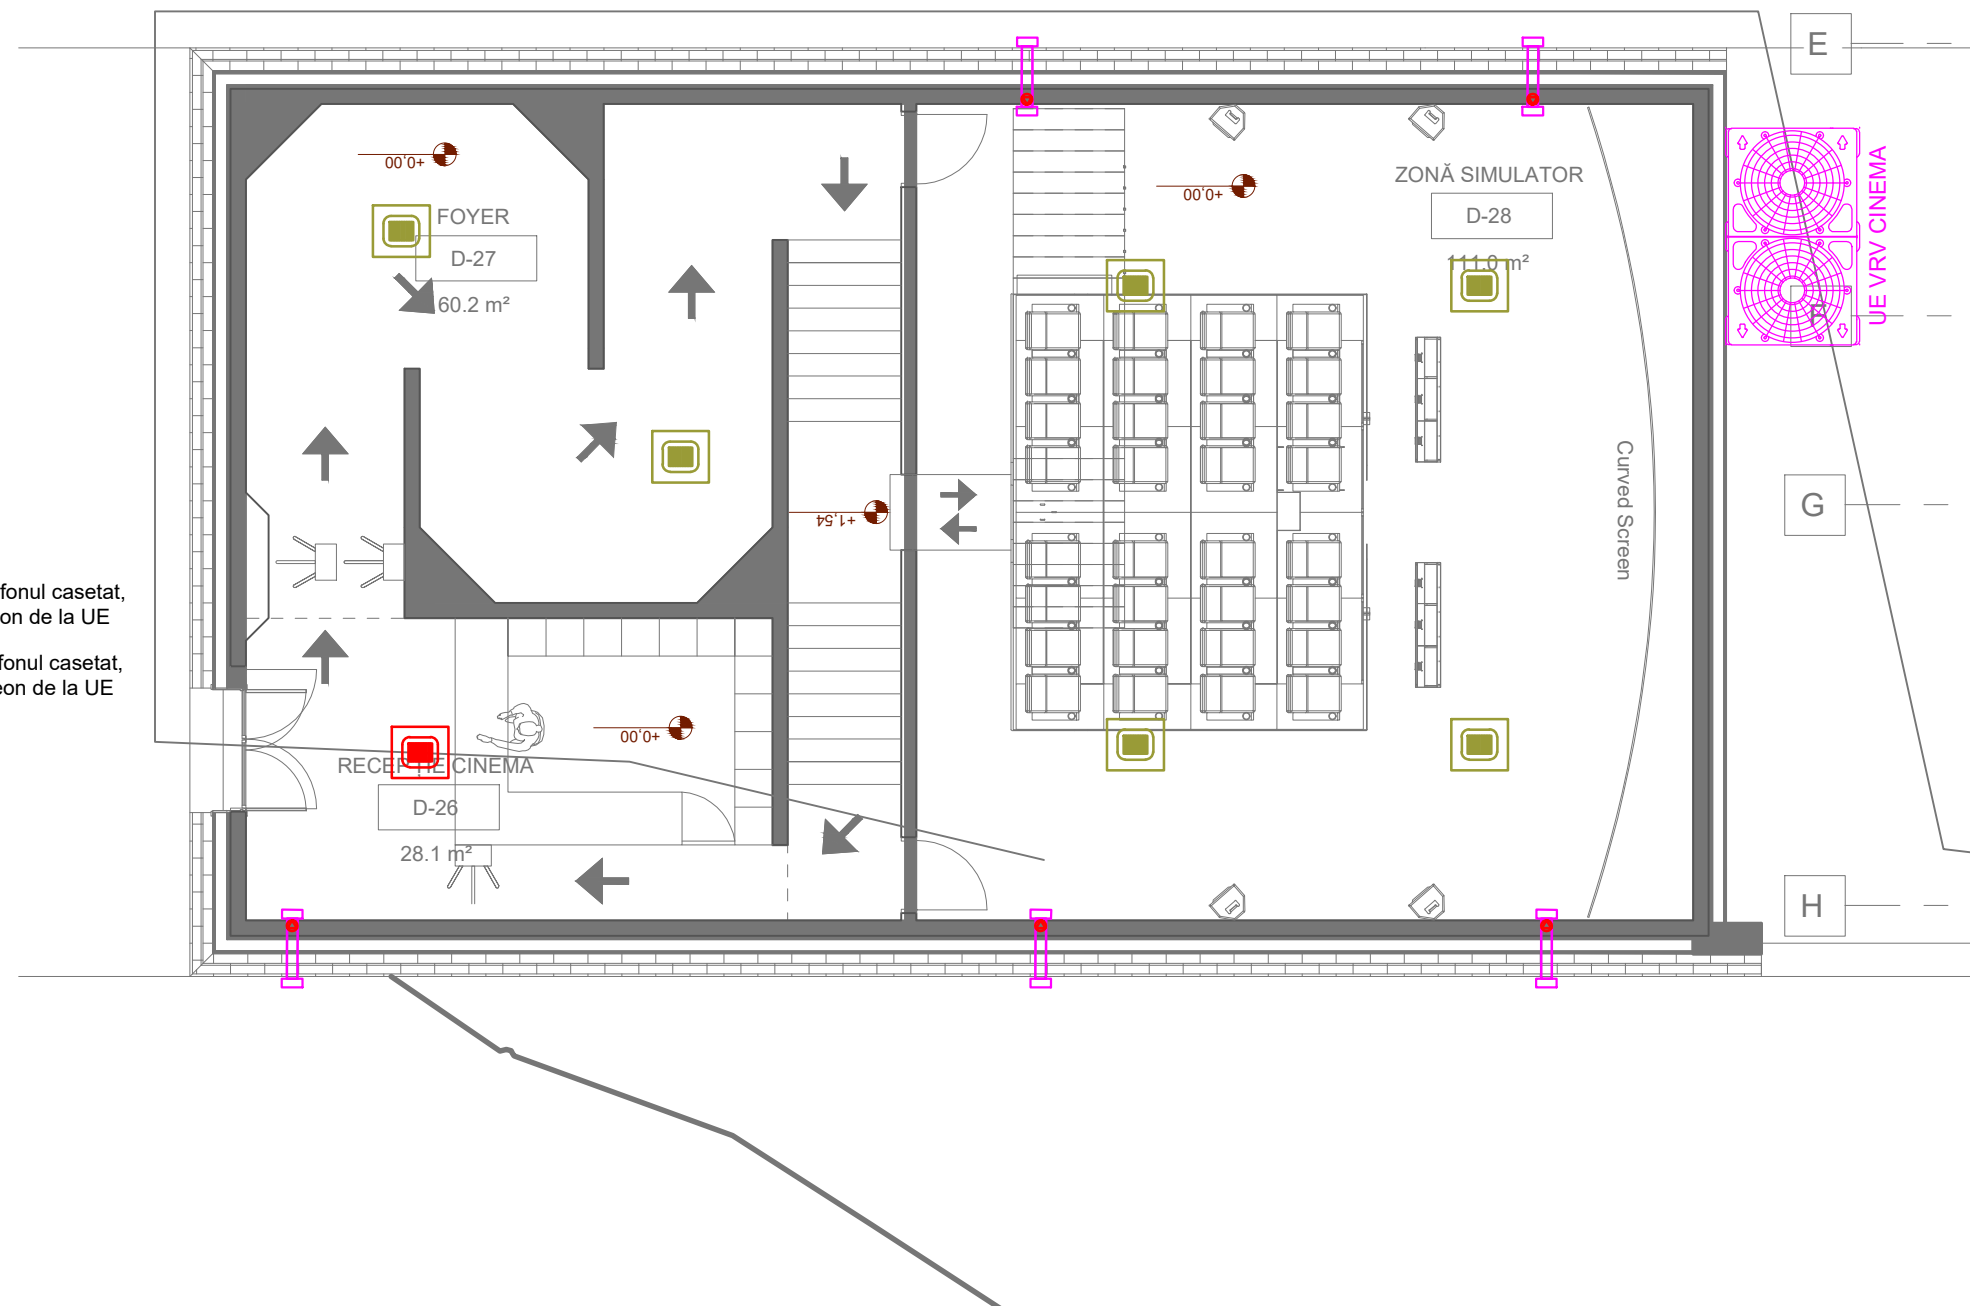 E
ZONĂ SIMULATOR
D-28
111.0 m²
+0,00
+0,00
FOYER
D-27
60.2 m²
UE VRV CINEMA
F
Curved Screen
G
+1,54
fonul casetat,
on de la UE
fonul casetat,
eon de la UE
+0,00
RECEPȚIE CINEMA
D-26
28.1 m²
H